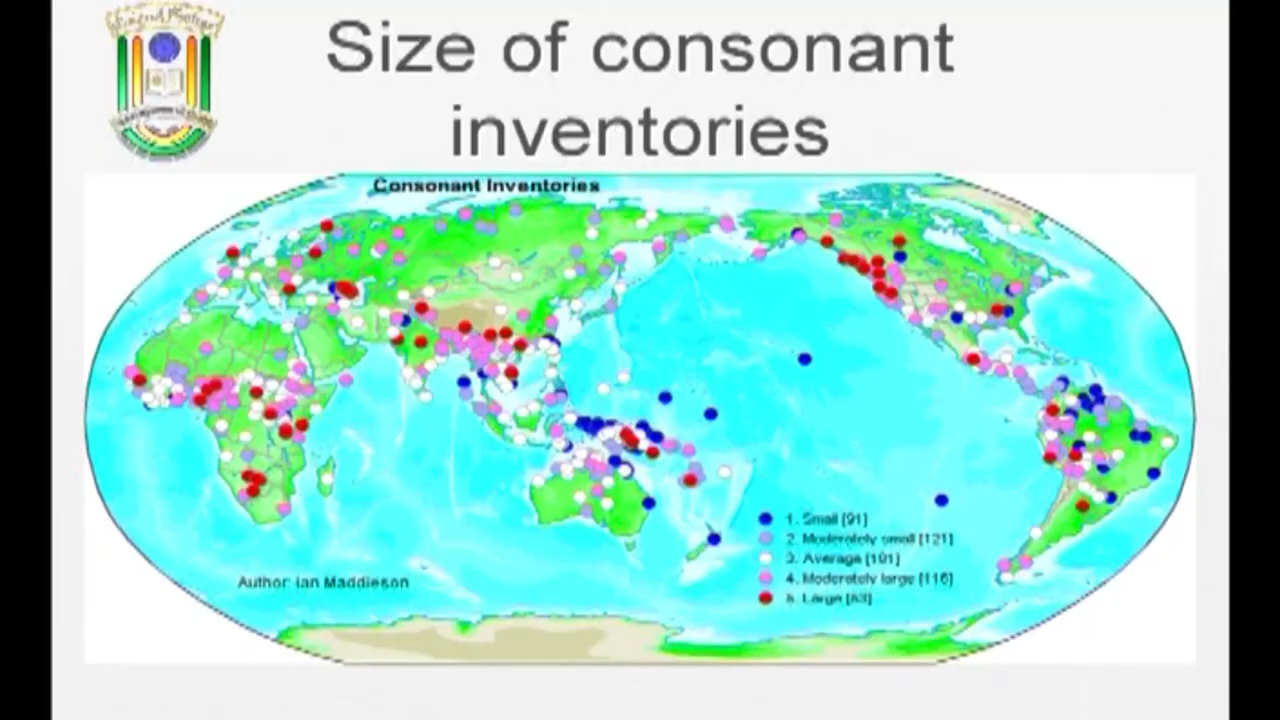 Size of consonant
inventories
Consonant Inventories
1. Small [91]
2. Moderately small [121]
3. Average [181]
4. Moderately large [116]
5. Large
Author: Ian Maddieson